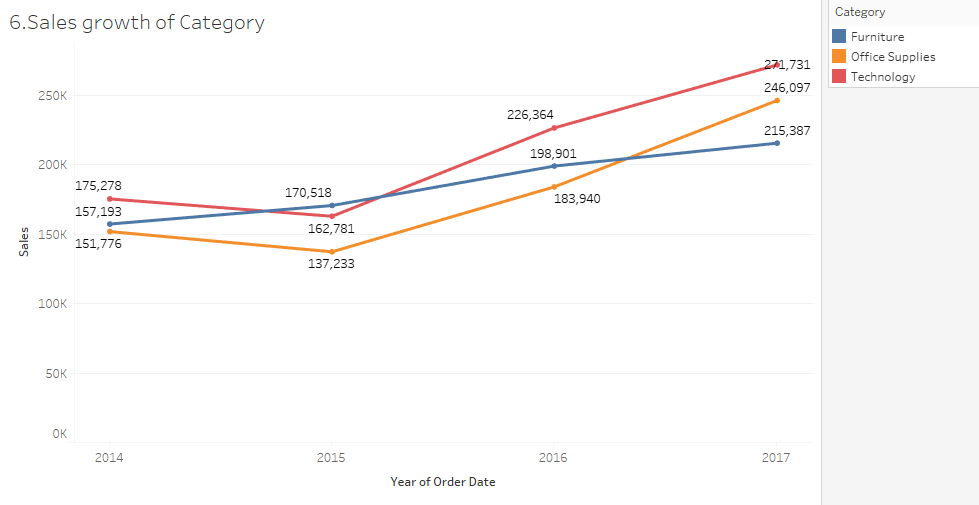 6.Sales growth of Category
Category
Furniture
Office Supplies
Technology
271,731
250K
246,097
226,364
215,387
200K
198,901
175,278
170,518
183,940
157,193
162,781
150K
151,776
137,233
Sales
100K
50K
0K
2014 2015 2016 2017
Year of Order Date